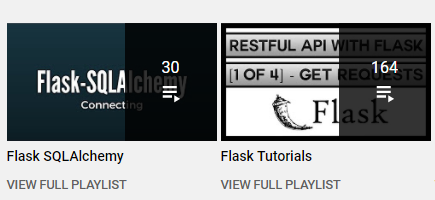 Flask-SQLAlchemy
Connecting
30
Flask SQLAlchemy
VIEW FULL PLAYLIST
RESTFUL API WITH FLASK
[1 OF 4] - GET REQUESTS
164
Flask
Flask Tutorials
VIEW FULL PLAYLIST